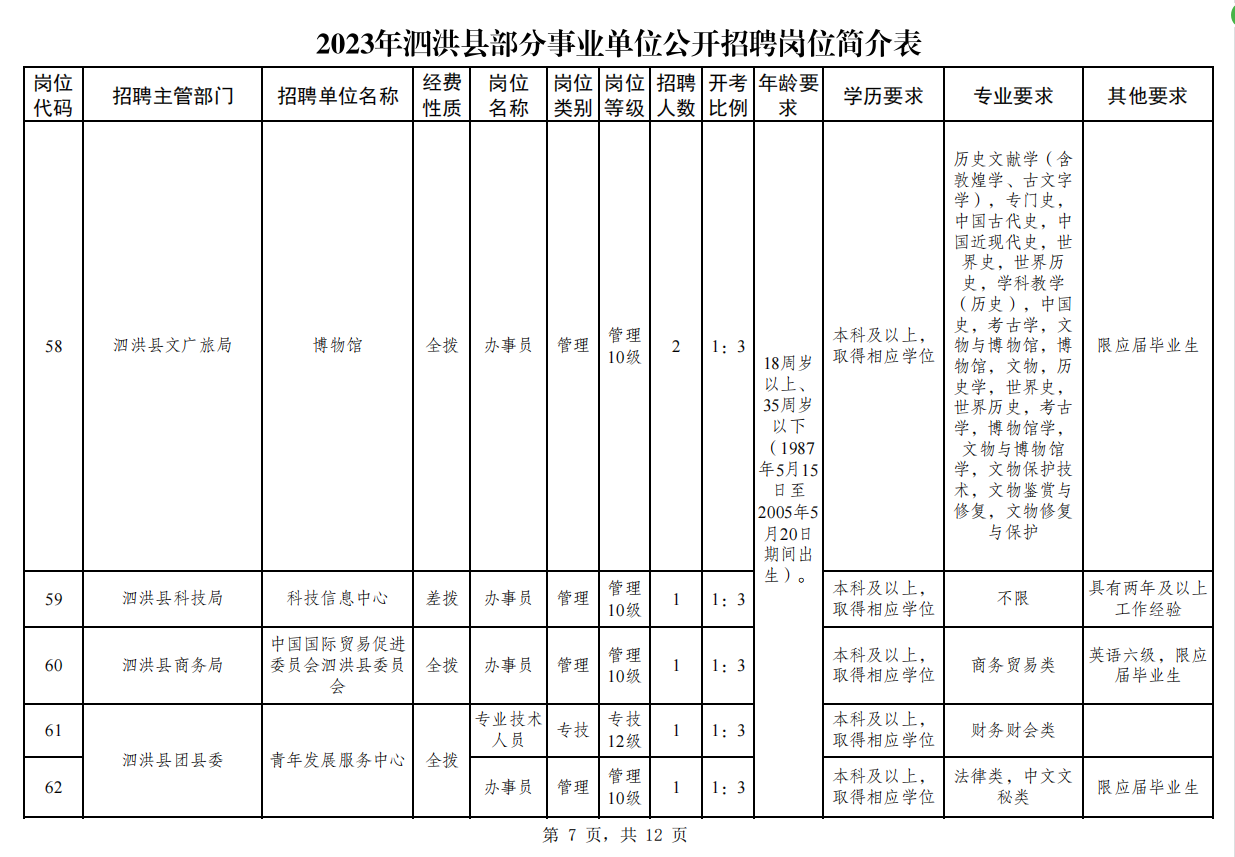 2023年泗洪县部分事业单位公开招聘岗位简介表
岗位
代码
招聘主管部门
招聘单位名称
经费
性质
岗位
名称
岗位
类别
岗位
等级
招聘
人数
开考
比例
年龄要
求
学历要求
专业要求
其他要求
58
泗洪县文广旅局
博物馆
全拨
办事员
管理
管理
10级
2
1：3
18周岁
以上、
35周岁
以下
（1987
年5月15
日至
2005年5
月20日
期间出
生）。
本科及以上，
取得相应学位
历史文献学（含
敦煌学、古文字
学），专门史，
中国古代史，中
国近现代史，世
界史，世界历
史，学科教学
（历史），中国
史，考古学，文
物与博物馆，博
物馆，文物，历
史学，世界史，
世界历史，考古
学，博物馆学，
文物与博物馆
学，文物保护技
术，文物鉴赏与
修复，文物修复
与保护
限应届毕业生
59
泗洪县科技局
科技信息中心
差拨
办事员
管理
管理
10级
1
1：3
本科及以上，
取得相应学位
不限
具有两年及以上
工作经验
60
泗洪县商务局
中国国际贸易促进
委员会泗洪县委员
会
全拨
办事员
管理
管理
10级
1
1：3
本科及以上，
取得相应学位
商务贸易类
英语六级，限应
届毕业生
61
泗洪县团县委
青年发展服务中心
全拨
专业技术
人员
专技
专技
12级
1
1：3
本科及以上，
取得相应学位
财务财会类
62
办事员
管理
管理
10级
1
1：3
本科及以上，
取得相应学位
法律类，中文文
秘类
限应届毕业生
第 7 页，共 12 页